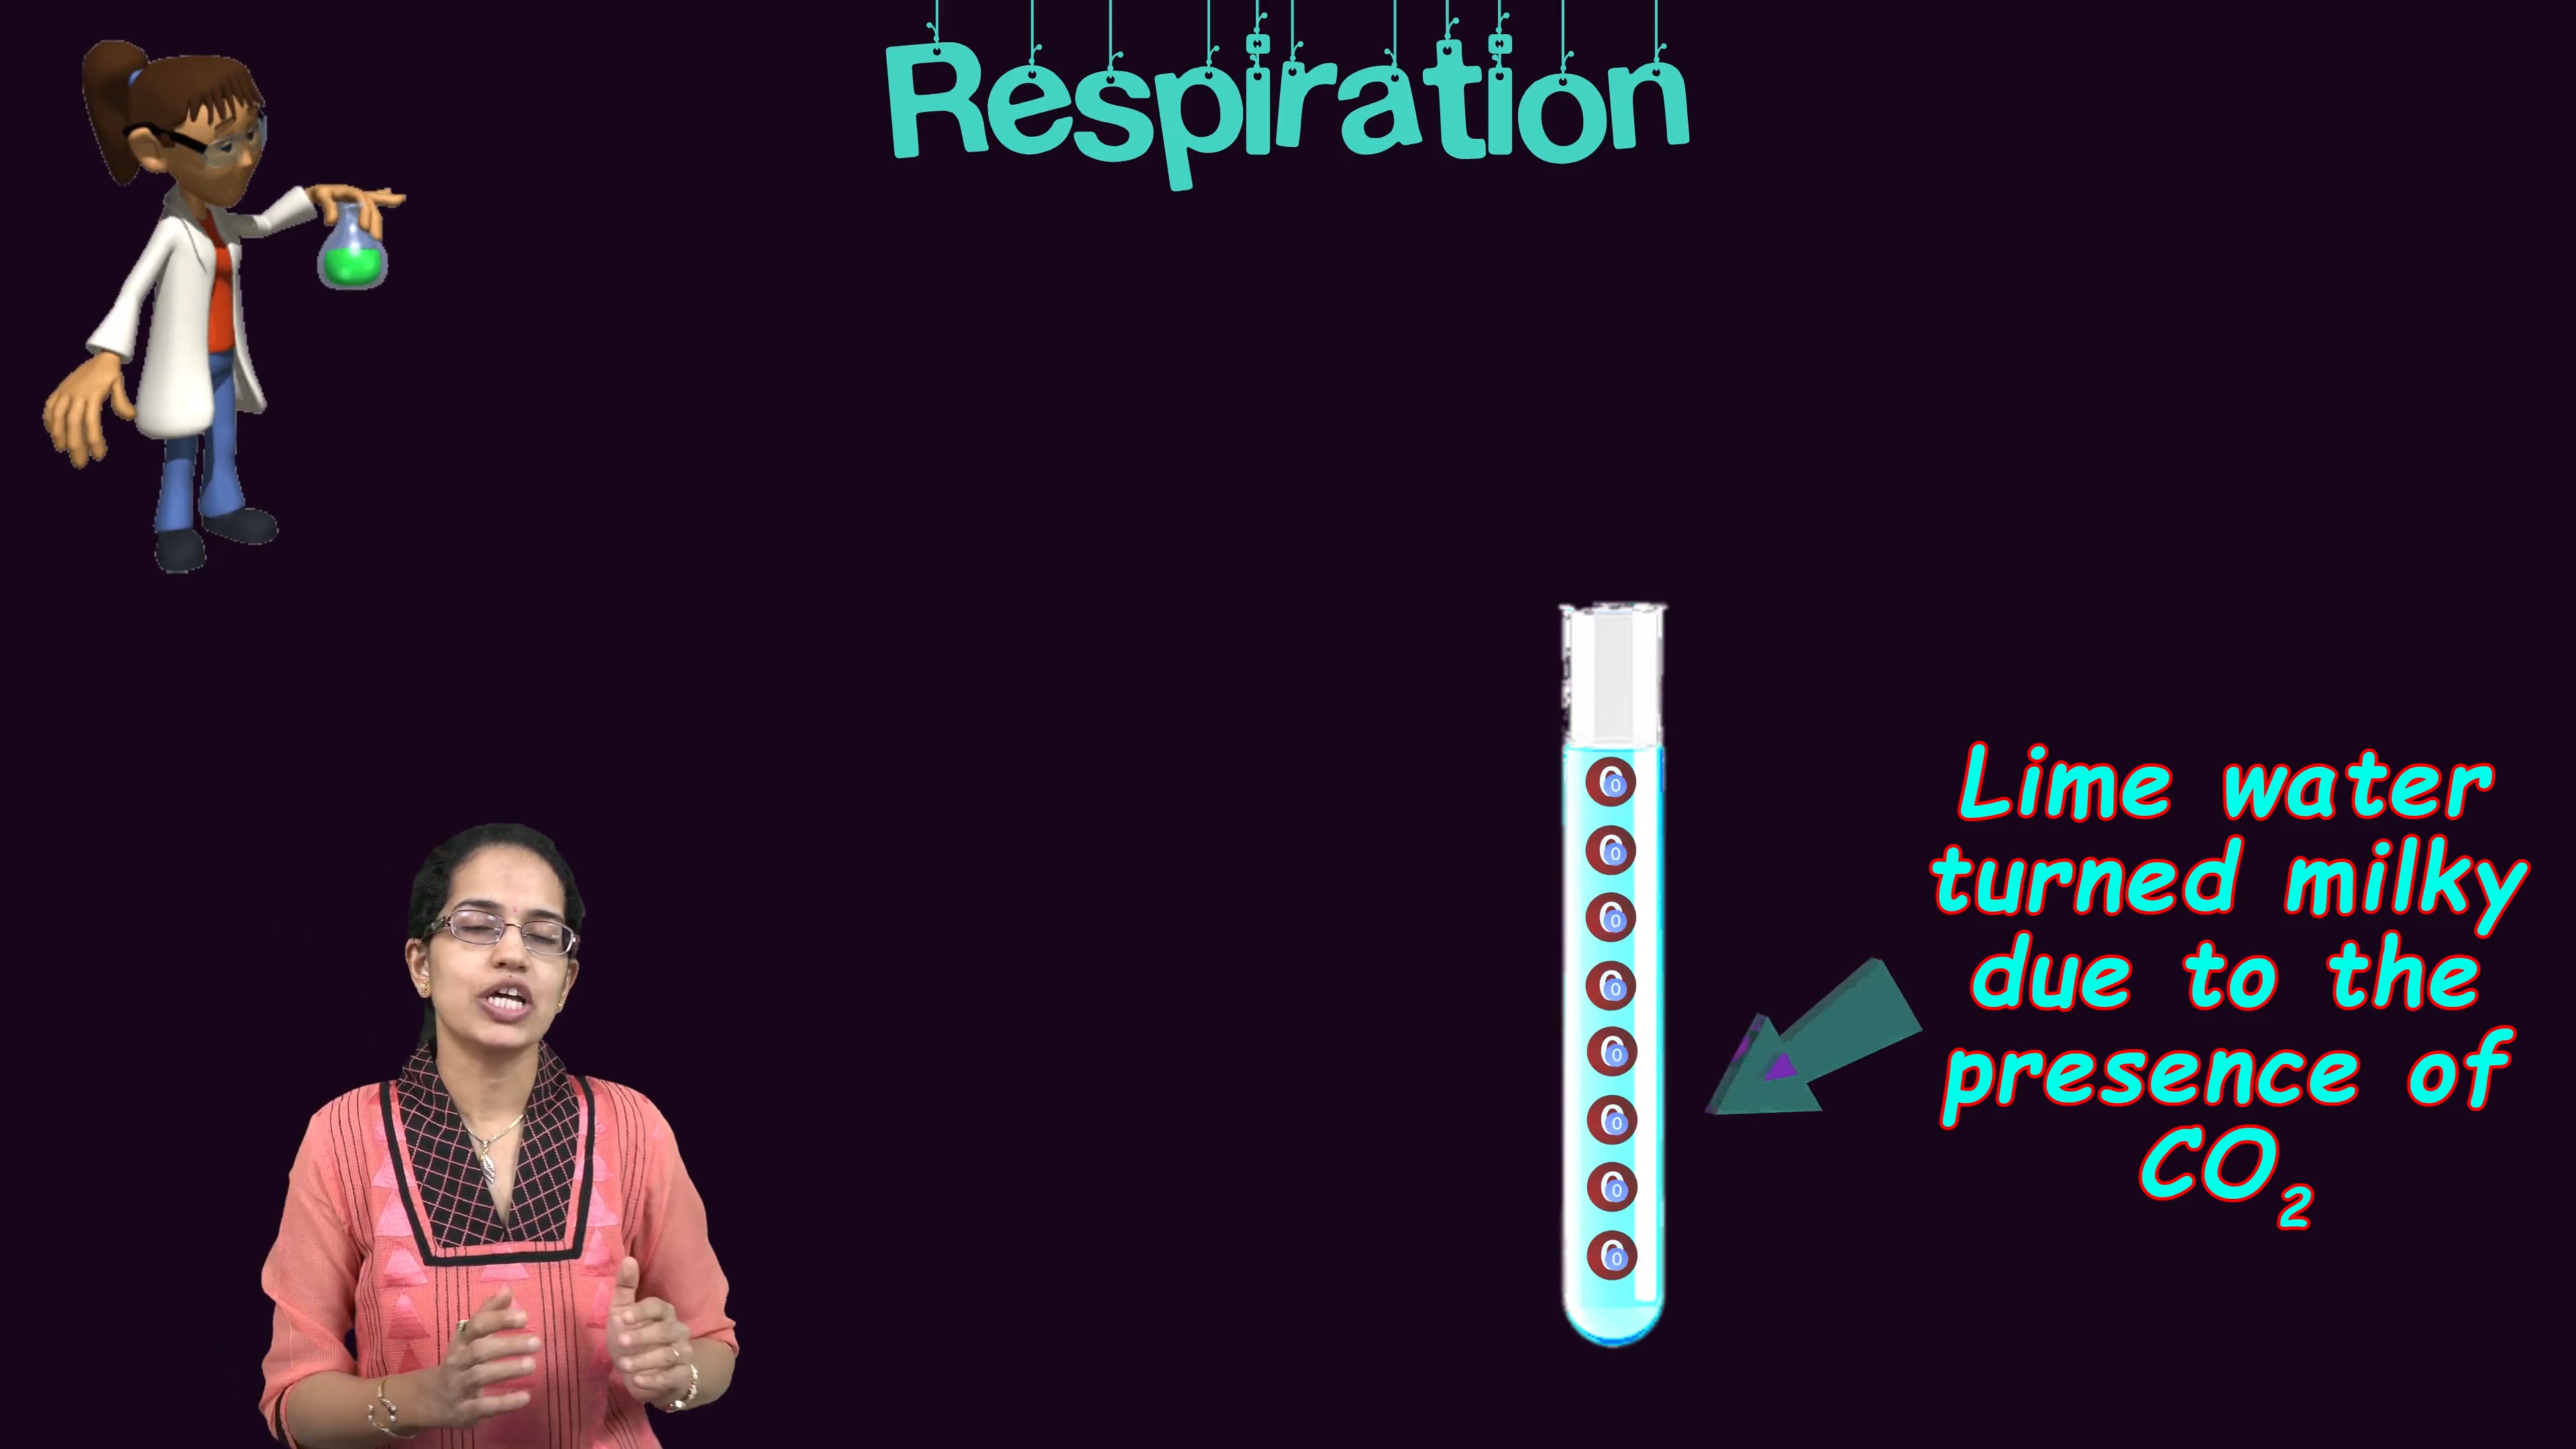 Respiration
Lime water
turned milky
due to the
presence of
CO₂